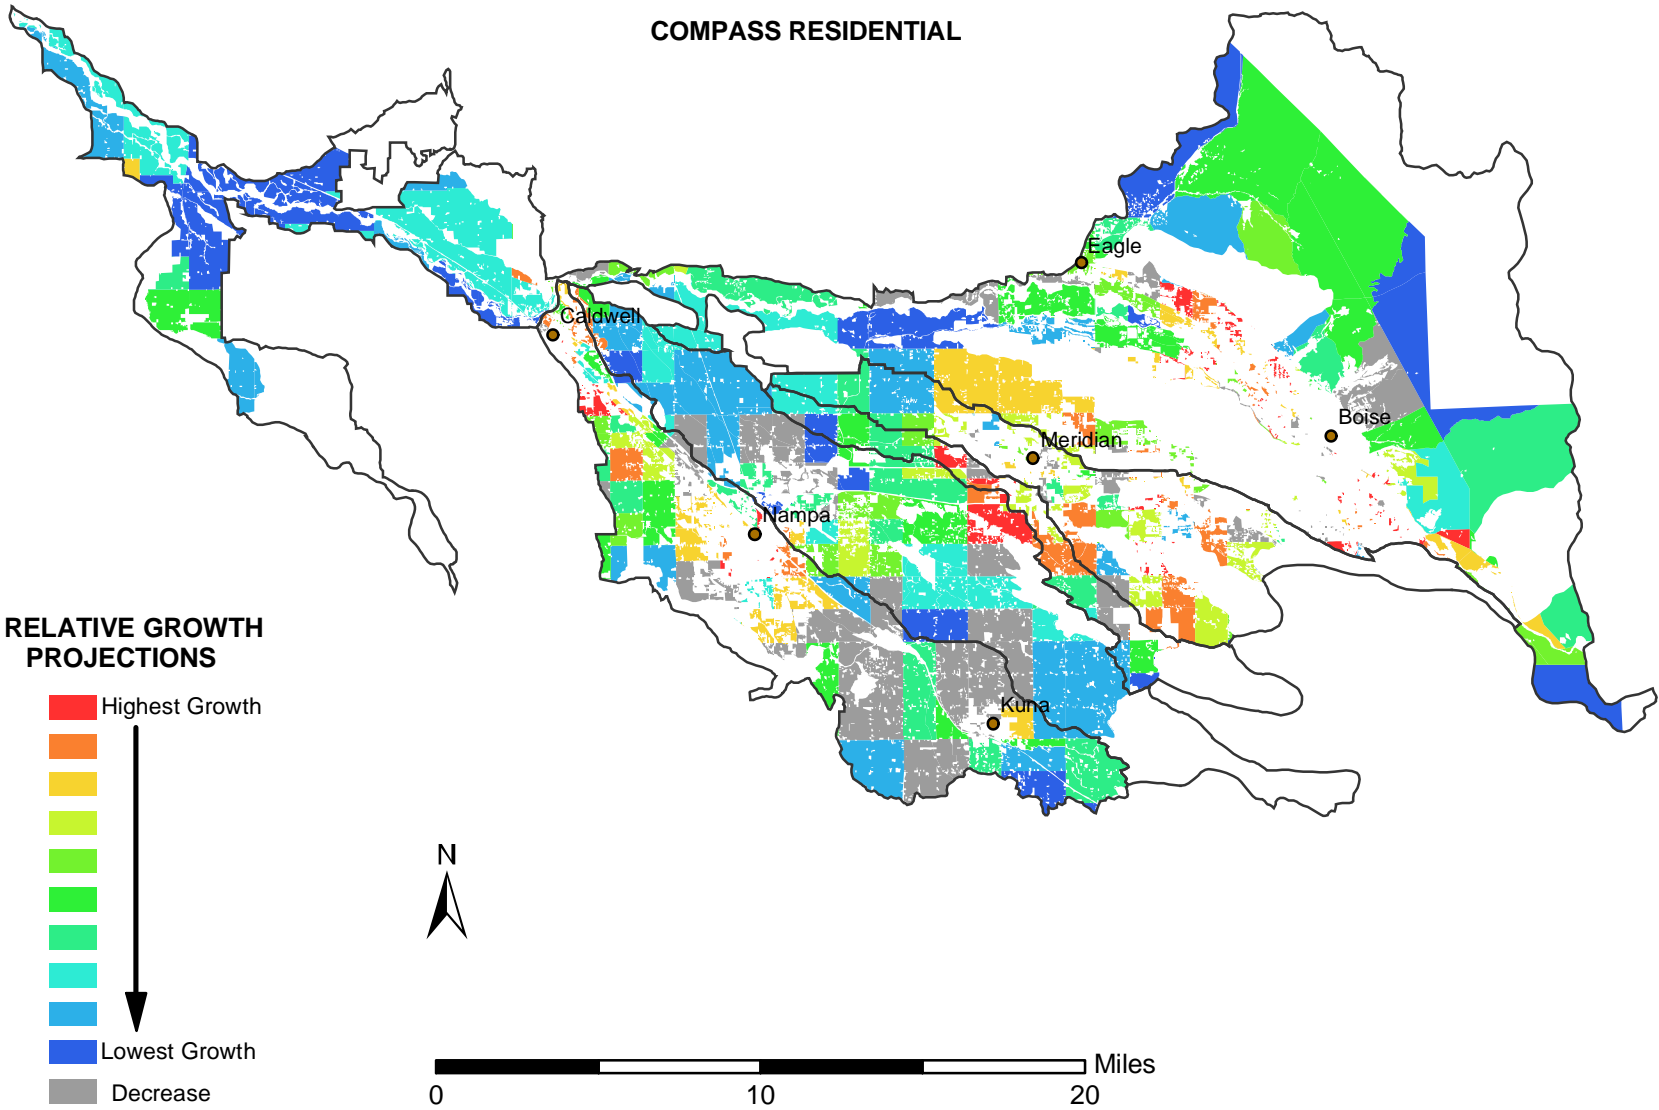 COMPASS RESIDENTIAL
Eagle
Caldwell
Boise
Meridian
Nampa
Kuna
RELATIVE GROWTH
PROJECTIONS
Highest Growth
Lowest Growth
Decrease
N
Miles
0 10 20